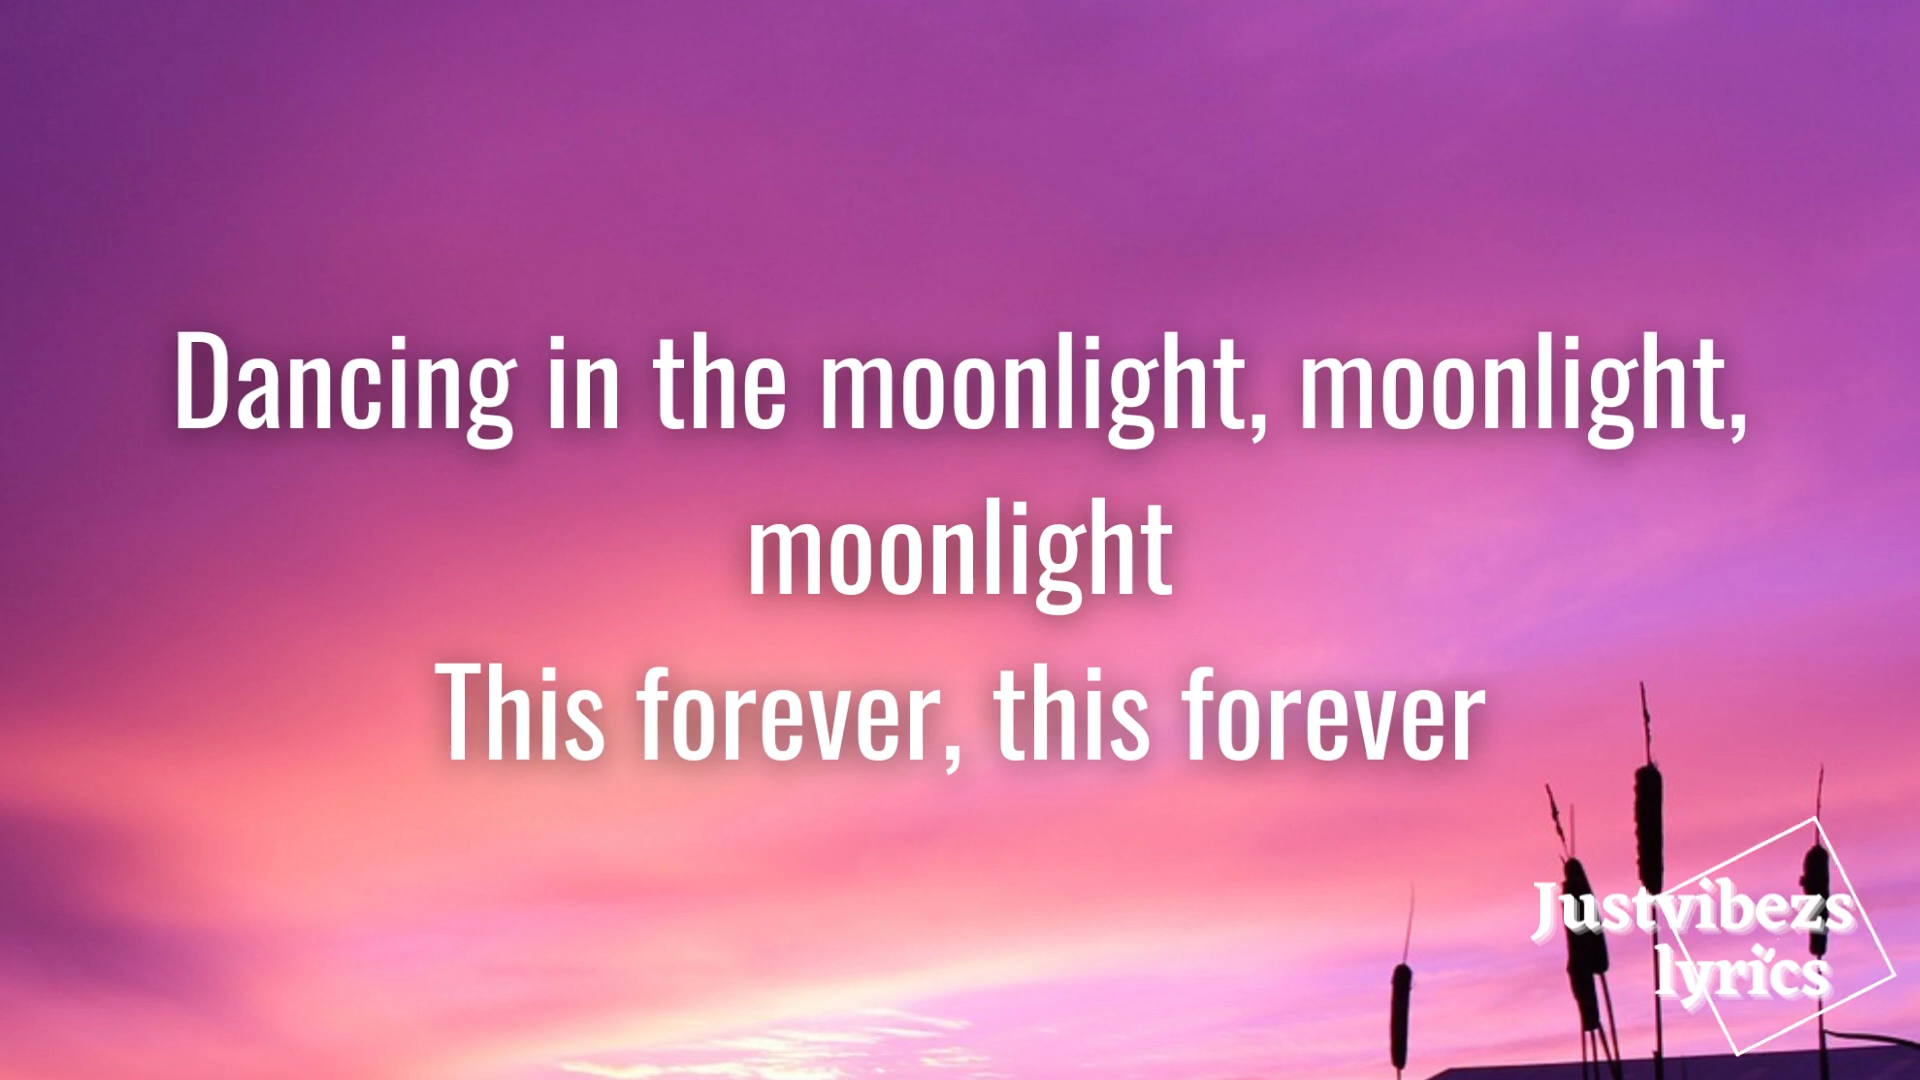 Dancing in the moonlight, moonlight,
moonlight
This forever, this forever
Justvibezs
lyrics